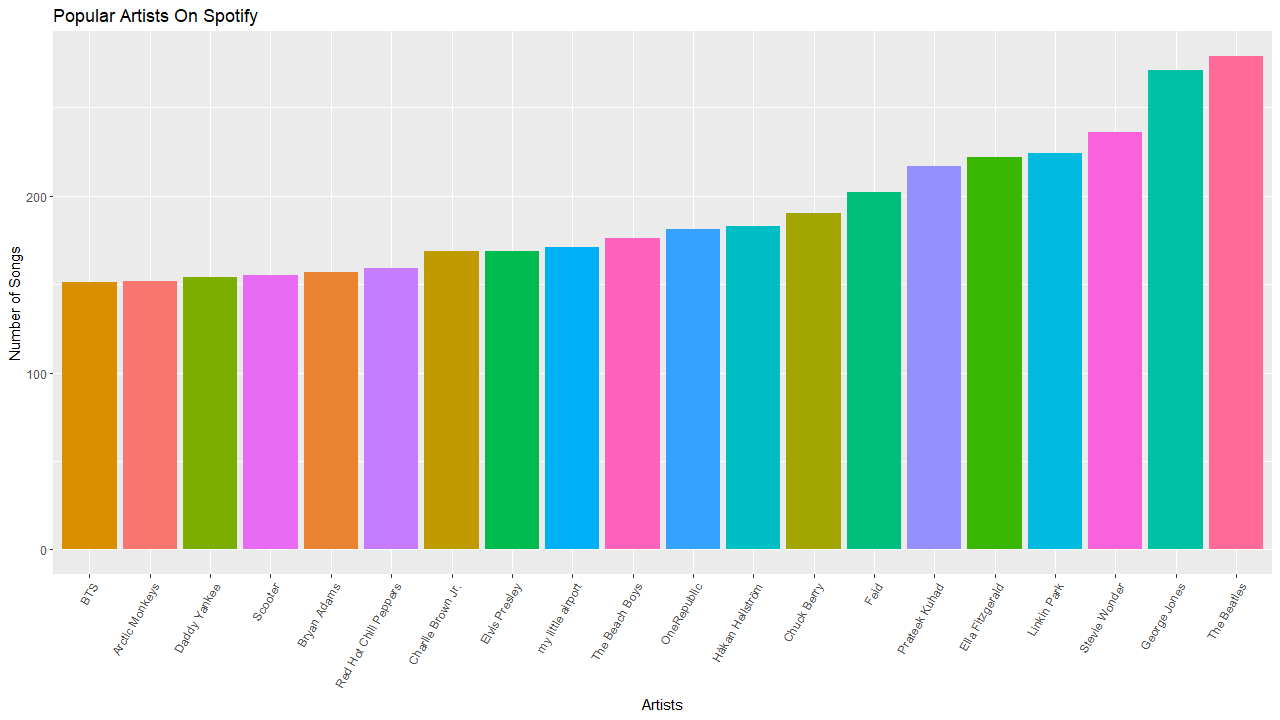 Popular Artists On Spotify
Number of Songs
200
100
0
BTS
Arctic Monkeys
Daddy Yankee
Scooter
Bryan Adams
Red Hot Chili Peppers
Charlie Brown Jr.
Elvis Presley
my little airport
The Beach Boys
OneRepublic
Håkan Hellström
Chuck Berry
Feid
Prateek Kuhad
Ella Fitzgerald
Linkin Park
Stevie Wonder
George Jones
The Beatles
Artists